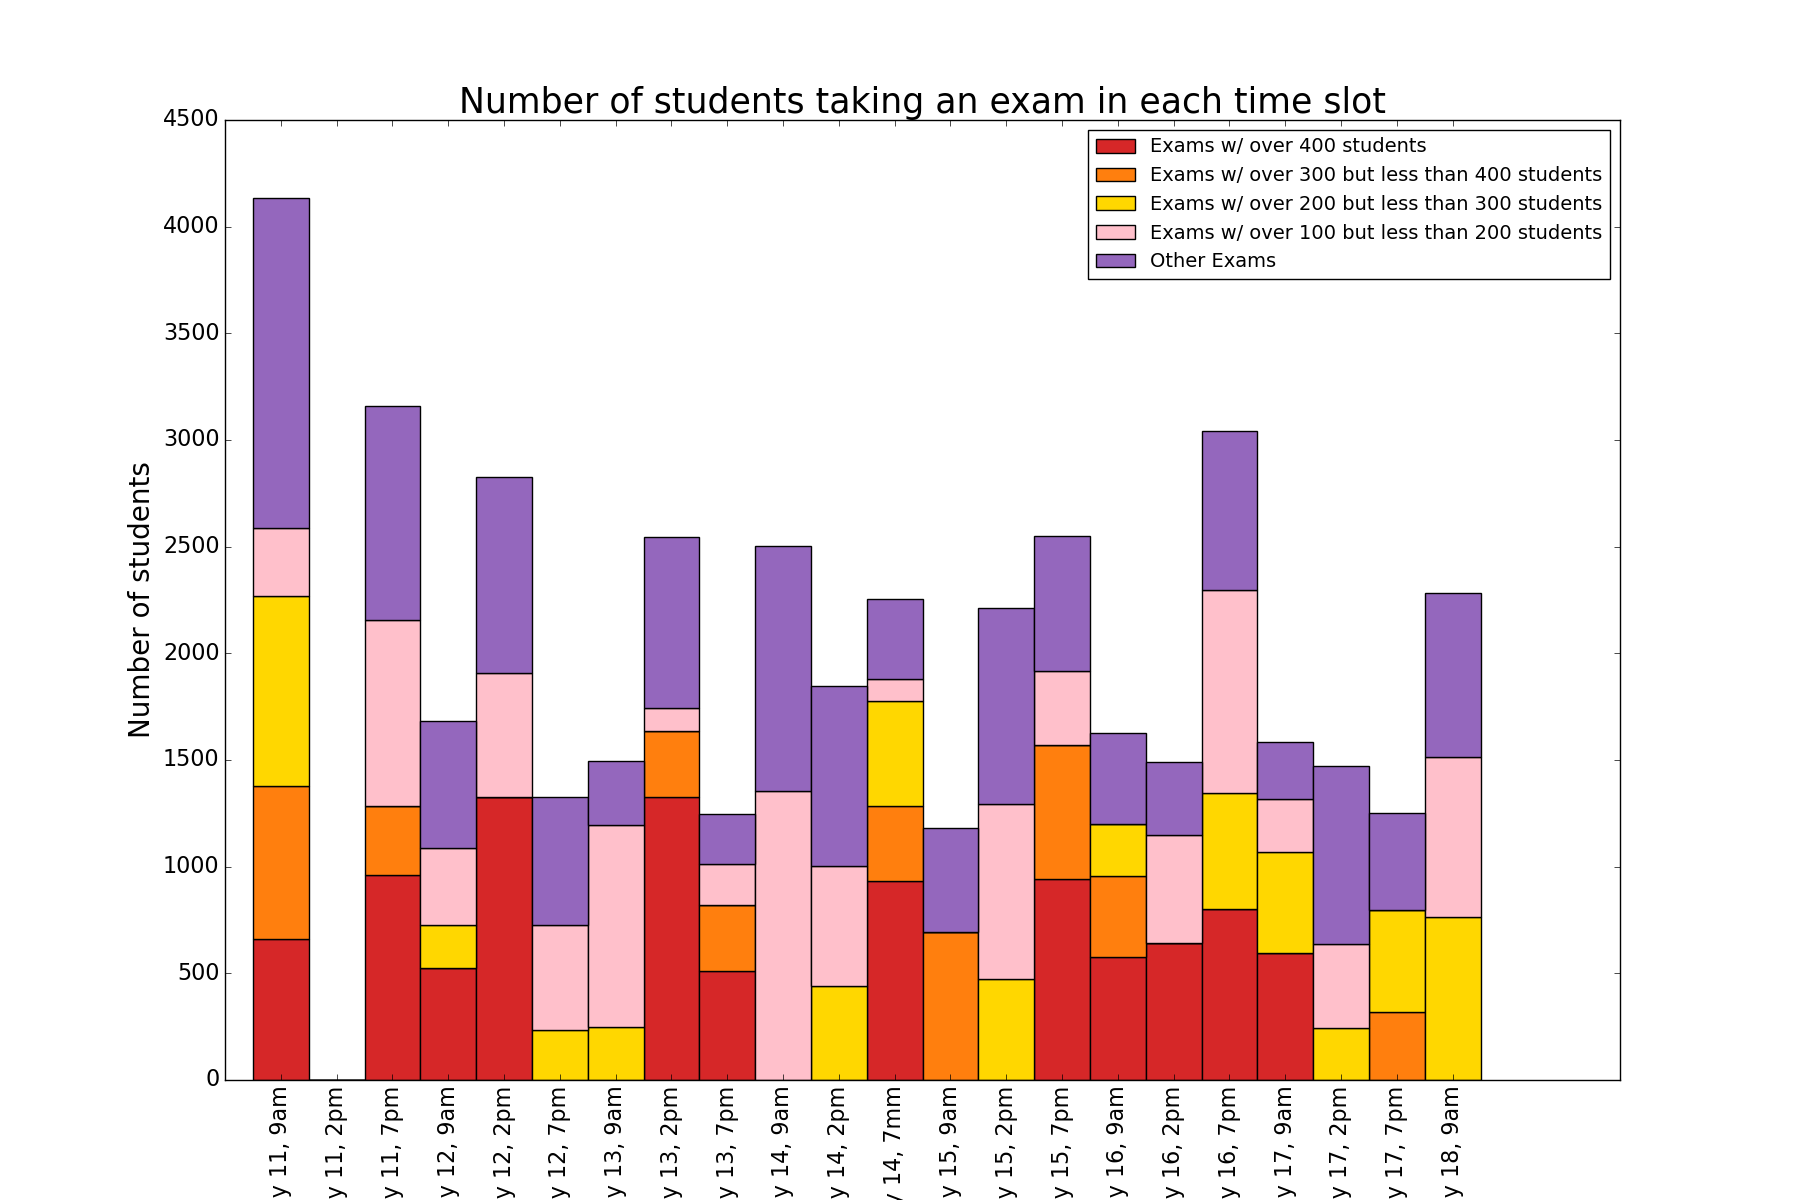 Number of students taking an exam in each time slot
Exams w/ over 400 students
Exams w/ over 300 but less than 400 students
Exams w/ over 200 but less than 300 students
Exams w/ over 100 but less than 200 students
Other Exams
Number of students
4500
4000
3500
3000
2500
2000
1500
1000
500
0
y 11, 9am
y 11, 2pm
y 11, 7pm
y 12, 9am
y 12, 2pm
y 12, 7pm
y 13, 9am
y 13, 2pm
y 13, 7pm
y 14, 9am
y 14, 2pm
y 14, 7mm
y 15, 9am
y 15, 2pm
y 15, 7pm
y 16, 9am
y 16, 2pm
y 16, 7pm
y 17, 9am
y 17, 2pm
y 17, 7pm
y 18, 9am